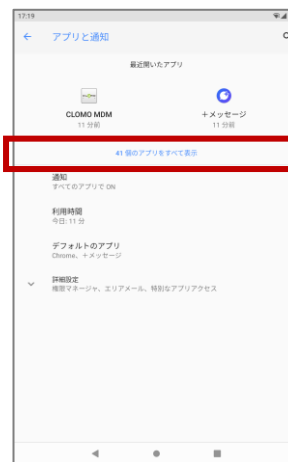 17:19
アプリと通知
最近開いたアプリ
CLOMO MDM
11 分前
+メッセージ
11 分前
41 個のアプリをすべて表示
通知
すべてのアプリで ON
利用時間
今日: 11 分
デフォルトのアプリ
Chrome、+メッセージ
詳細設定
権限マネージャ、エリアメール、特別なアプリアクセス